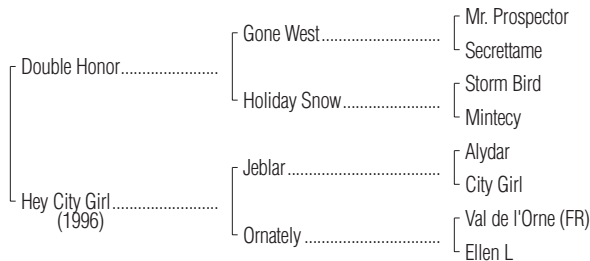 Mr. Prospector
Gone West
Secrettame
Double Honor
Storm Bird
Holiday Snow
Mintecy
Alydar
Jeblar
City Girl
Hey City Girl
(1996)
Val de l'Orne (FR)
Ornately
Ellen L